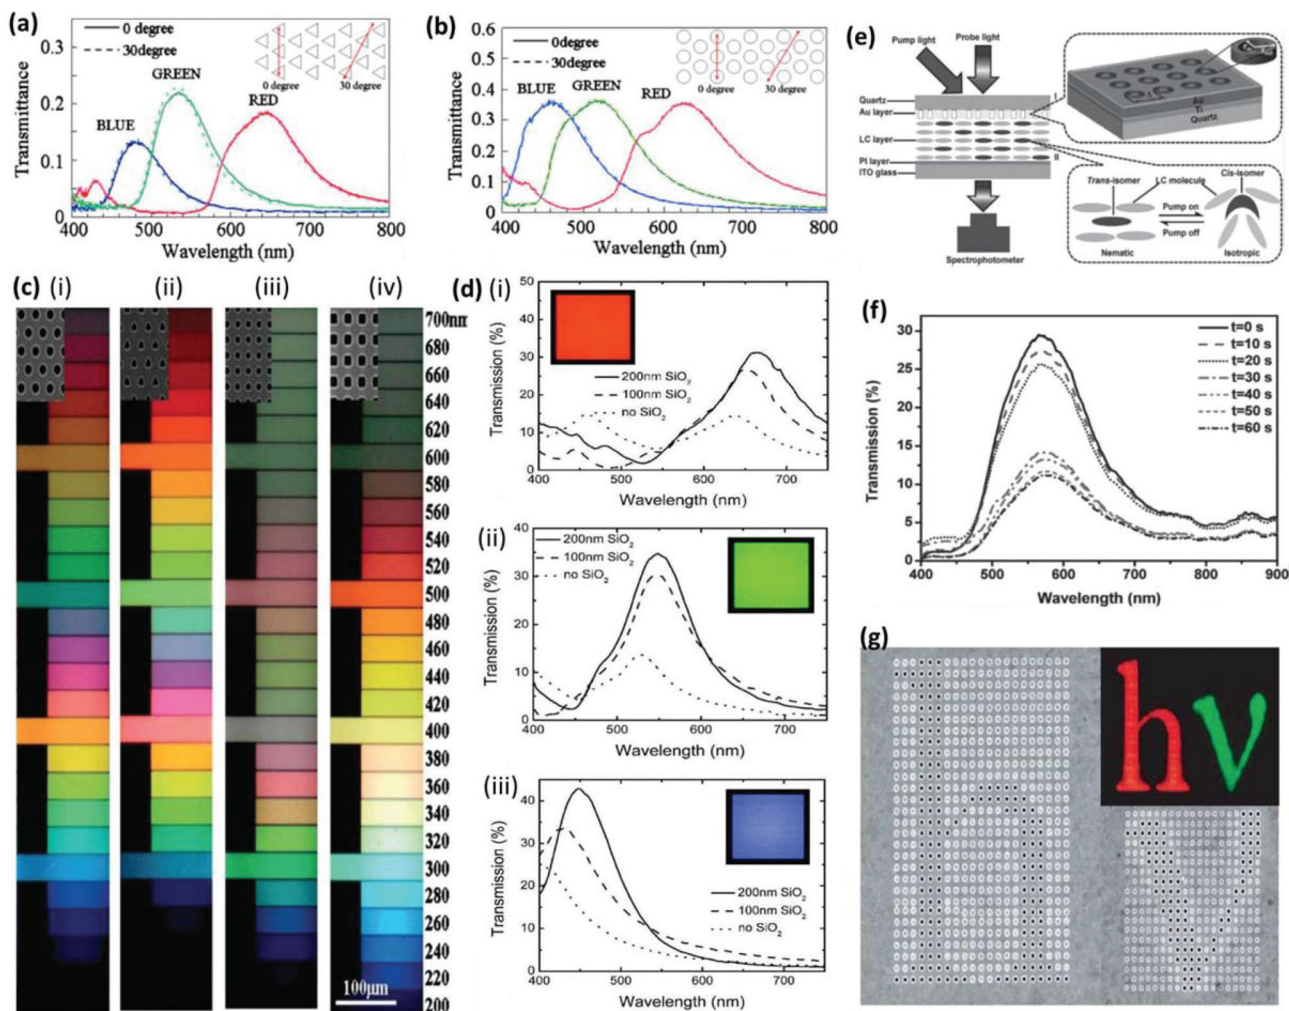 (a)
0 degree
30degree
BLUE
GREEN
RED
0 degree
30 degree
0.3
0.2
0.1
0
Transmittance
400 500 600 700 800
Wavelength (nm)
(b)
0degree
30degree
BLUE
GREEN
RED
0 degree
30 degree
0.6
0.5
0.4
0.3
0.2
0.1
0
Transmittance
400 500 600 700 800
Wavelength (nm)
(e)
Pump light
Probe light
Quartz
Au layer
LC layer
PI layer
ITO glass
I
II
Spectrophotometer
Au
Ti
Quartz
Trans-isomer
LC molecule
Cis-isomer
Pump on
Pump off
Nematic
Isotropic
(c) (i) (ii) (iii) (iv)
700nm
680
660
640
620
600
580
560
540
520
500
480
460
440
420
400
380
360
340
320
300
280
260
240
220
200
100μm
(d) (i)
Transmission (%)
50
40
30
20
10
0
200nm SiO2
100nm SiO2
no SiO2
400 450 500 550 600 650 700
Wavelength (nm)
(ii)
Transmission (%)
40
30
20
10
0
200nm SiO2
100nm SiO2
no SiO2
400 500 600 700
Wavelength (nm)
(iii)
Transmission (%)
40
30
20
10
0
200nm SiO2
100nm SiO2
no SiO2
400 500 600 700
Wavelength (nm)
(f)
Transmission (%)
30
25
20
15
10
5
0
t=0 s
t=10 s
t=20 s
t=30 s
t=40 s
t=50 s
t=60 s
400 500 600 700 800 900
Wavelength (nm)
(g)
hν